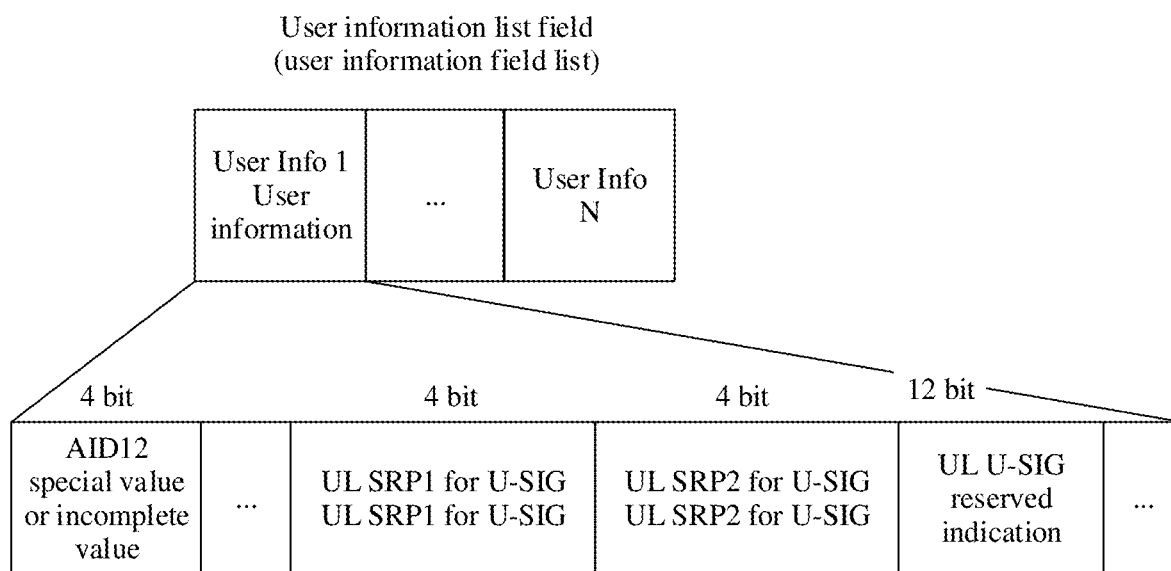 User information list field
(user information field list)
User Info 1
User
information
...
User Info
N
4 bit
4 bit
4 bit
12 bit
AID12
special value
or incomplete
value
...
UL SRP1 for U-SIG
UL SRP1 for U-SIG
UL SRP2 for U-SIG
UL SRP2 for U-SIG
UL U-SIG
reserved
indication
...